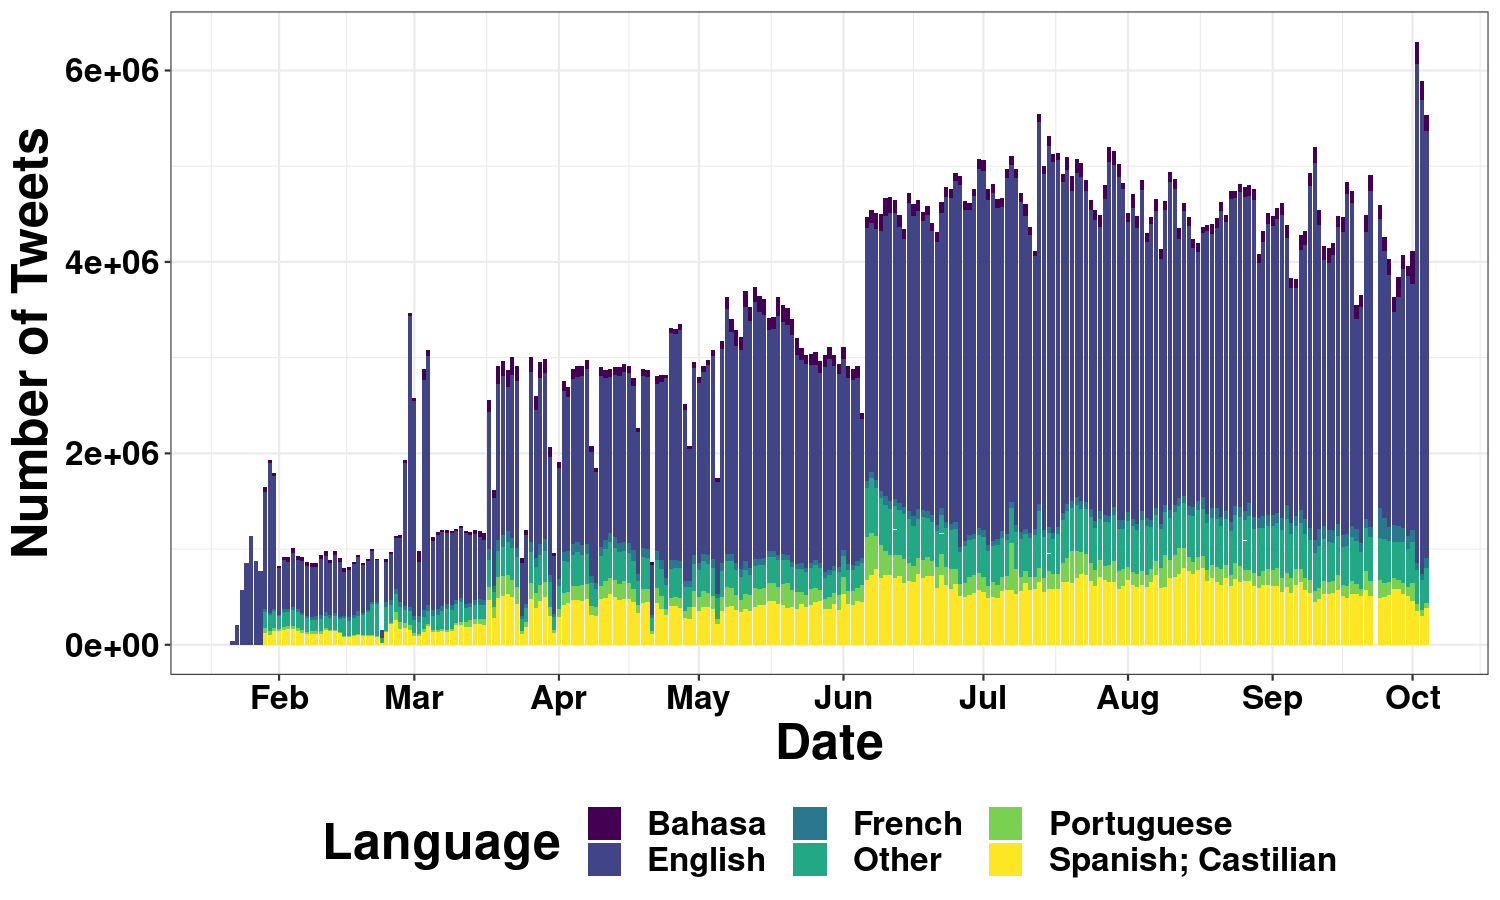 Number of Tweets
6e+06
4e+06
2e+06
0e+00
Feb Mar Apr May Jun Jul Aug Sep Oct
Date
Language
Bahasa French Portuguese
English Other Spanish; Castilian